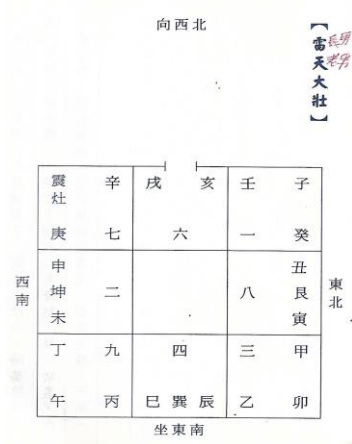 向西北
【雷天大壯】
長男
老男
震灶 辛 戌 亥 壬 子
庚 七 六 一 癸
申坤未 二 八 丑艮寅
西南
東北
丁 九 四 三 甲
午 丙 巳 巽 辰 乙 卯
坐東南